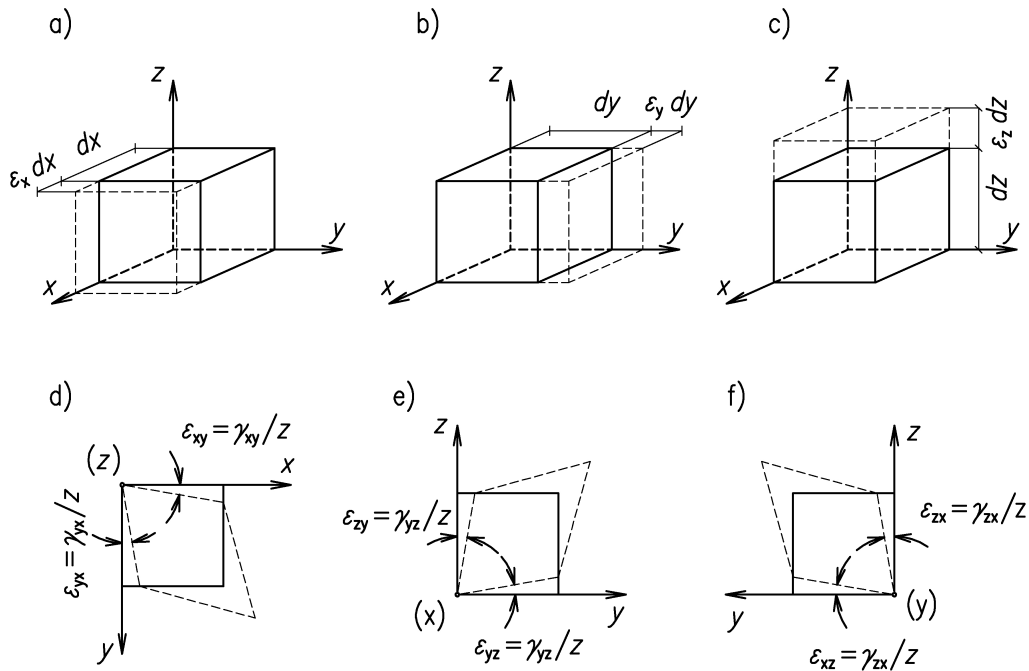 a)
b)
c)
z
dx
εx dx
y
x
z
dy
εy dy
y
x
z
εz dz
dz
y
x
d)
e)
f)
εxy = γxy/z
(z)
x
εyx = γyx/z
y
z
εzy = γyz/z
(x)
y
εyz = γyz/z
z
εzx = γzx/z
y
(y)
εxz = γzx/z